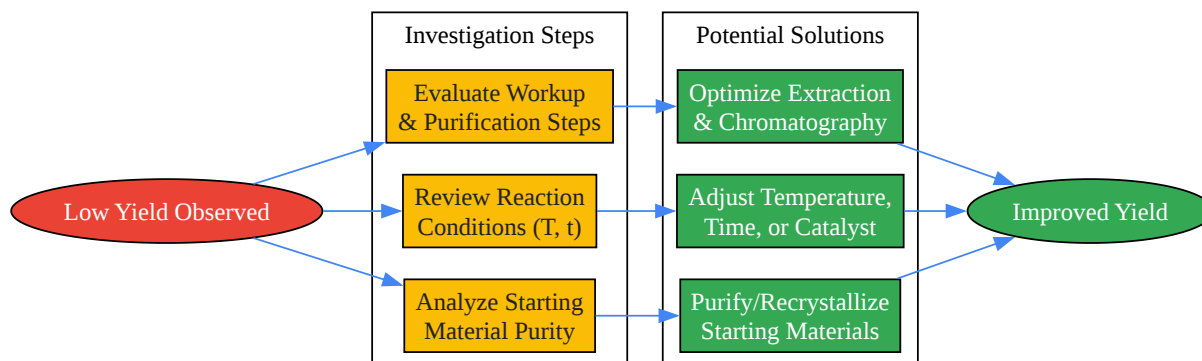 Investigation Steps
Potential Solutions
Evaluate Workup
& Purification Steps
Optimize Extraction
& Chromatography
Low Yield Observed
Review Reaction
Conditions (T, t)
Adjust Temperature,
Time, or Catalyst
Improved Yield
Analyze Starting
Material Purity
Purify/Recrystallize
Starting Materials